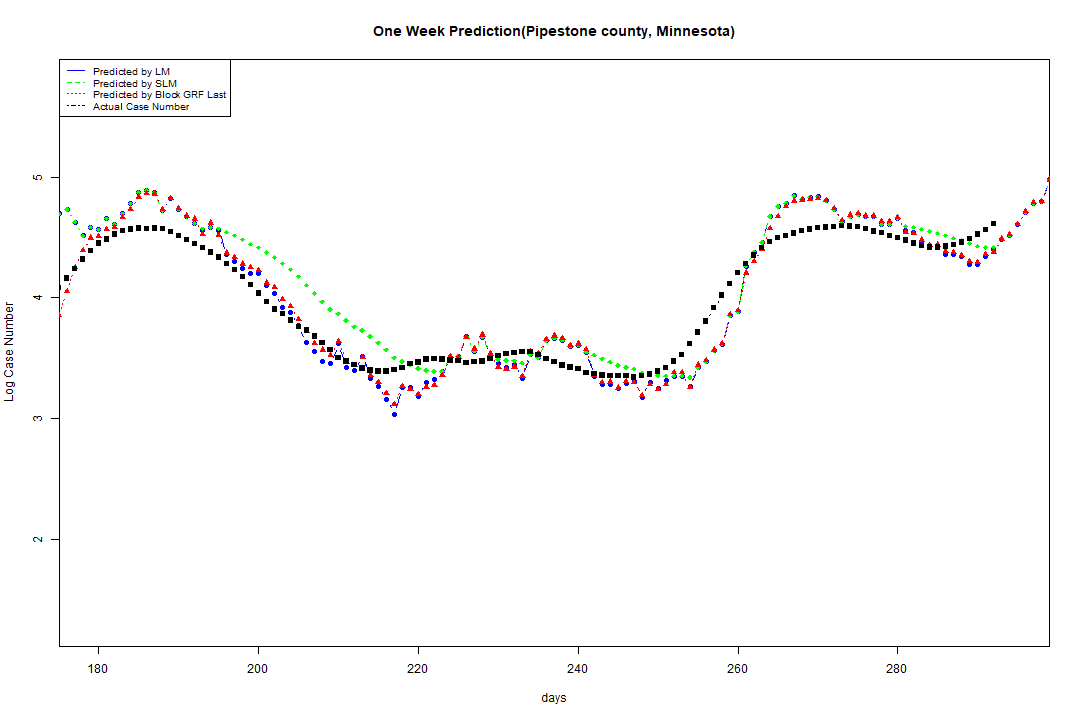 One Week Prediction(Pipestone county, Minnesota)
Predicted by LM
Predicted by SLM
Predicted by Block GRF Last
Actual Case Number
5
4
3
2
Log Case Number
180 200 220 240 260 280
days